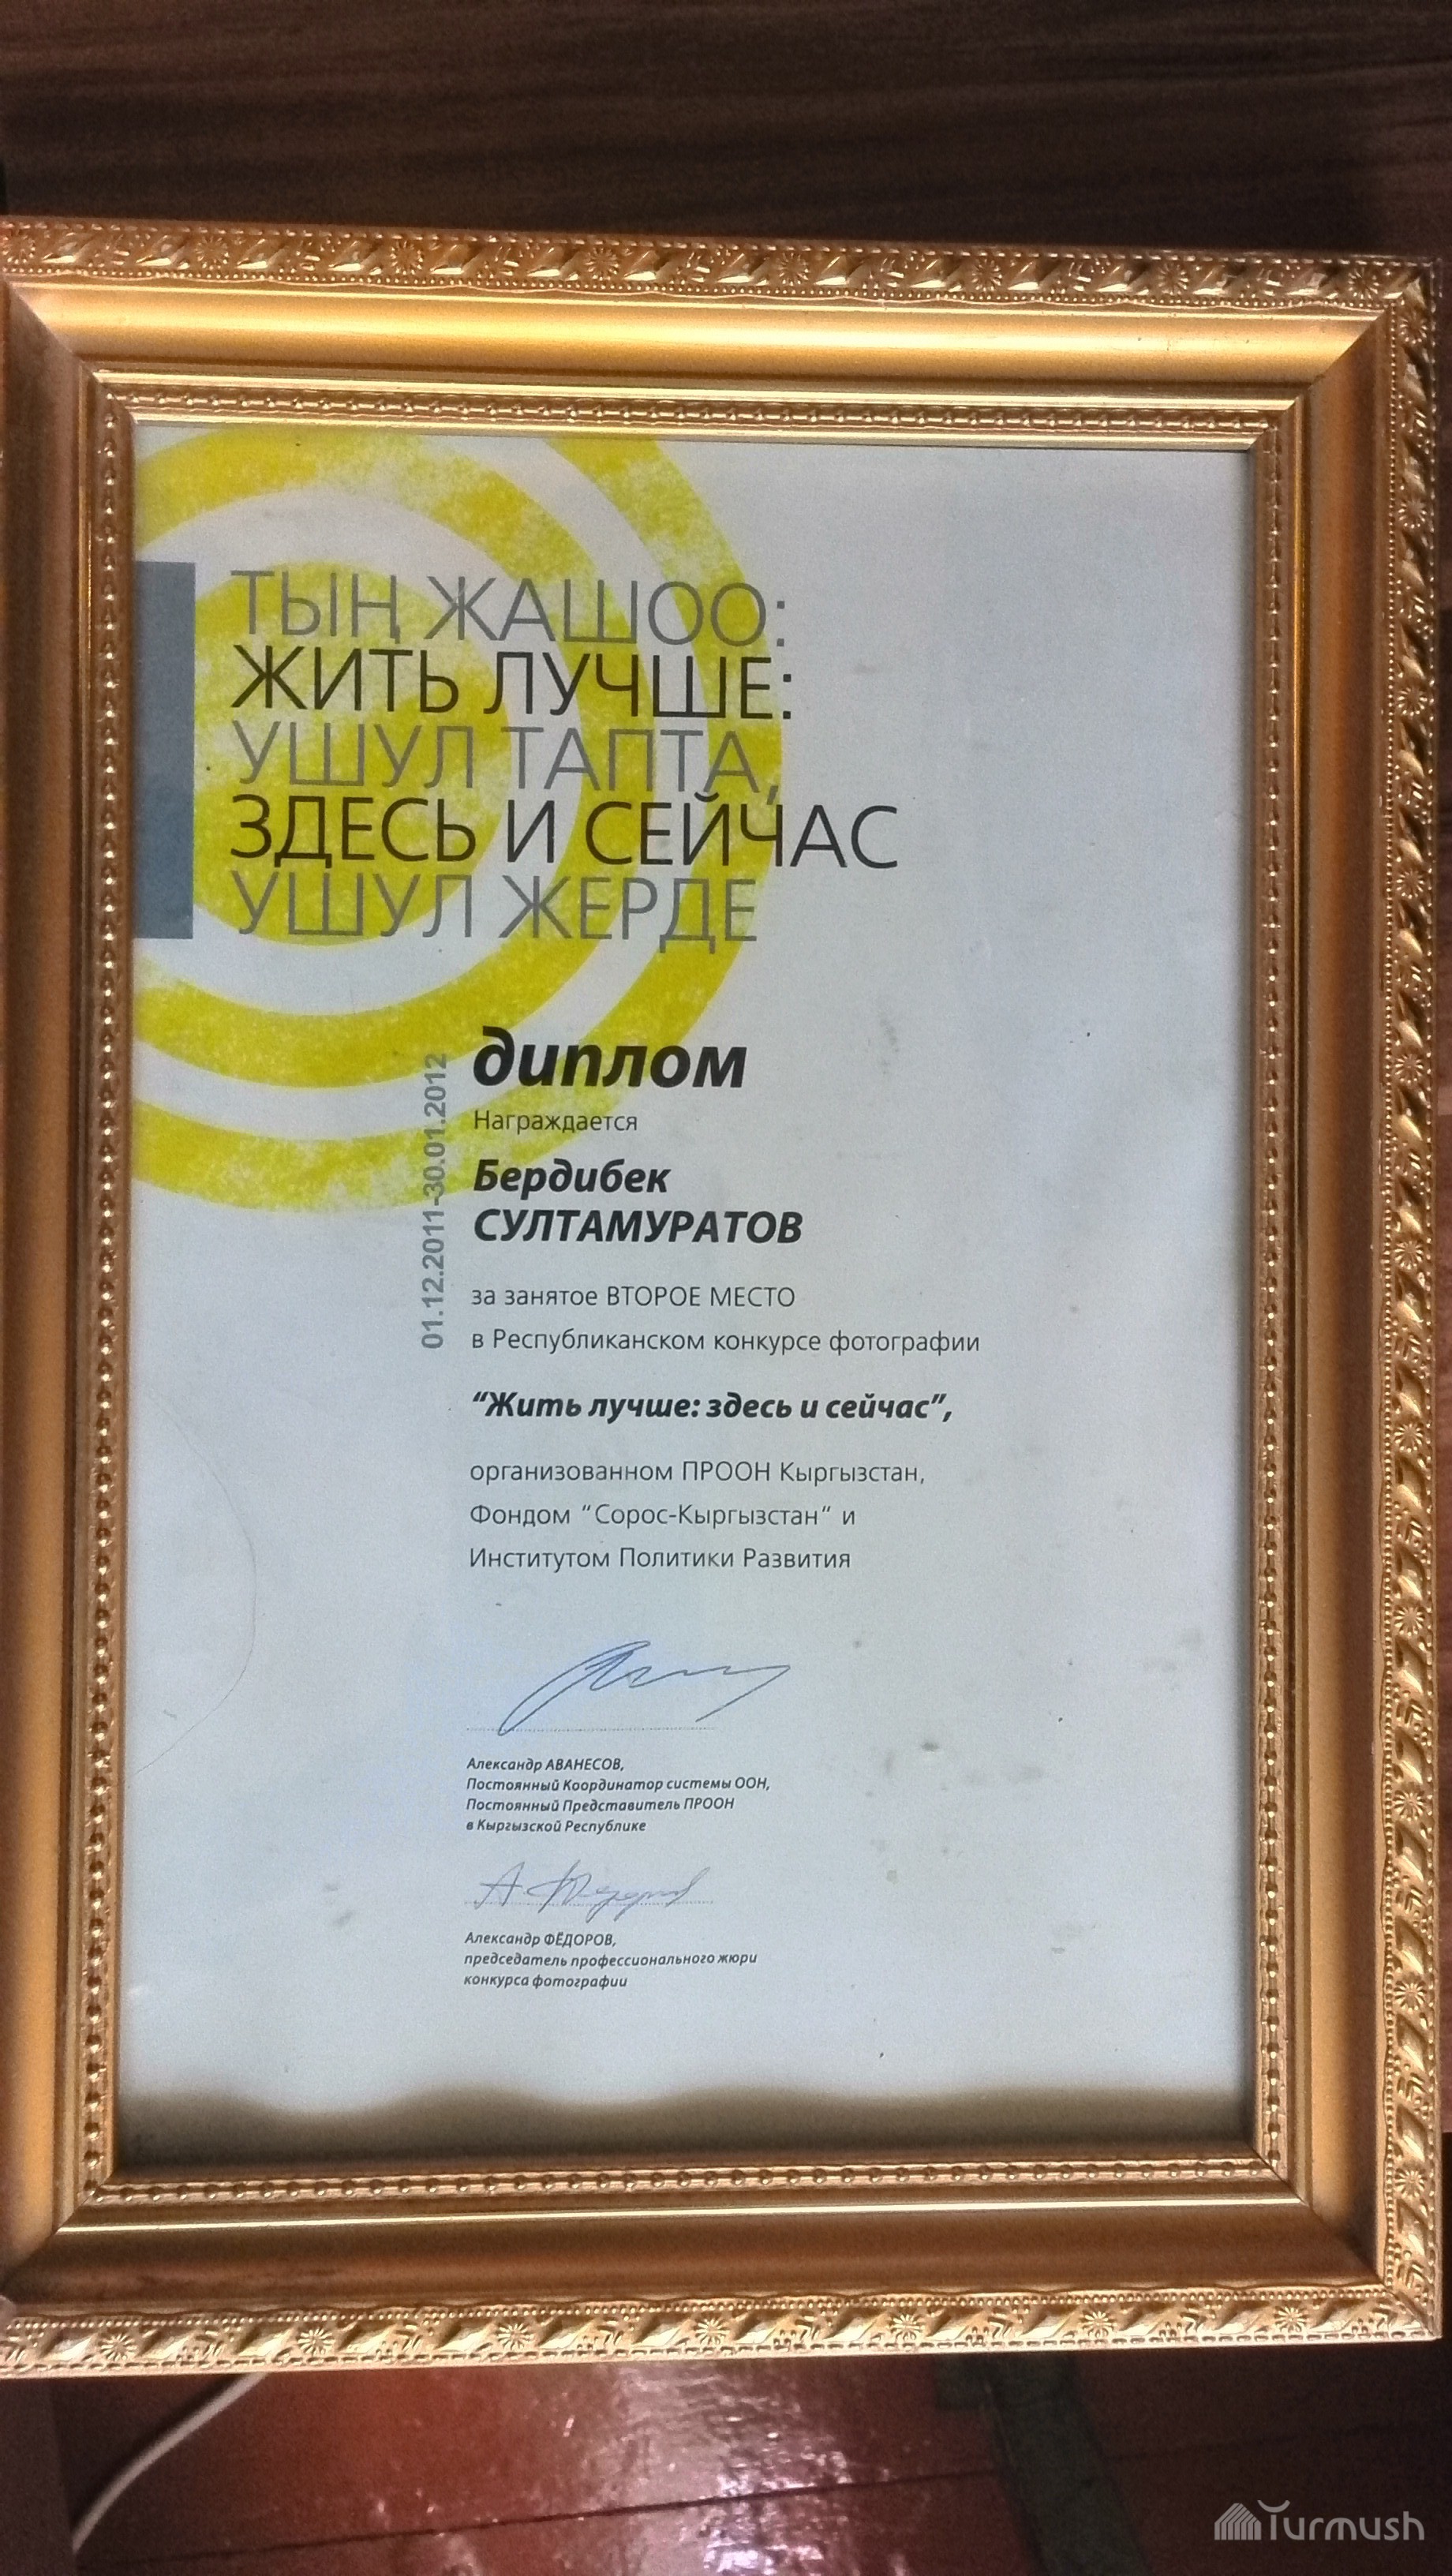 ТЫҢ ЖАШОО:
ЖИТЬ ЛУЧШЕ:
УШУЛ ТАПТА,
ЗДЕСЬ И СЕЙЧАС
УШУЛ ЖЕРДЕ
01.12.2011-30.01.2012
диплом
Награждается
Бердибек
СУЛТАМУРАТОВ
за занятое ВТОРОЕ МЕСТО
в Республиканском конкурсе фотографии
“Жить лучше: здесь и сейчас”,
организованном ПРООН Кыргызстан,
Фондом “Сорос-Кыргызстан” и
Институтом Политики Развития
Александр АВАНЕСОВ,
Постоянный Координатор системы ООН,
Постоянный Представитель ПРООН
в Кыргызской Республике
А. Федоров
Александр ФЁДОРОВ,
председатель профессионального жюри
конкурса фотографии
Turmush